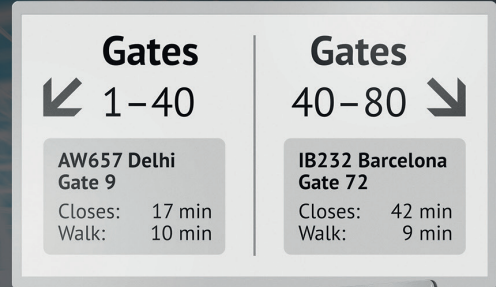 Gates
1–40
AW657 Delhi
Gate 9
Closes: 17 min
Walk: 10 min
Gates
40–80
IB232 Barcelona
Gate 72
Closes: 42 min
Walk: 9 min